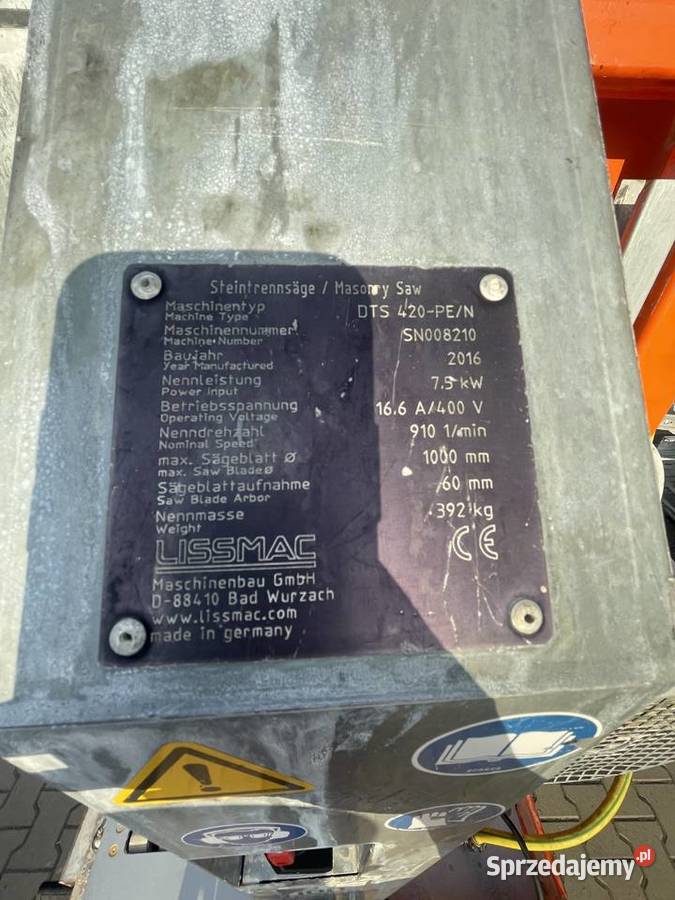 Steintrennsäge / Masonry Saw
Maschinentyp DTS 420-PE/N
Machine Type
Maschinennummer SN008210
Machine Number
Baujahr 2016
Year Manufactured
Nennleistung 7.5 kW
Power Input
Betriebsspannung 16.6 A/400 V
Operating Voltage
Nenndrehzahl 910 1/min
Nominal Speed
max. Sägeblatt Ø 1000 mm
max. Saw Blade Ø
Sägeblattaufnahme 60 mm
Saw Blade Arbor
Nennmasse 392 kg
Weight
CE
LISSMAC
Maschinenbau GmbH
D-88410 Bad Wurzach
www.lissmac.com
made in germany
Sprzedajemy.pl